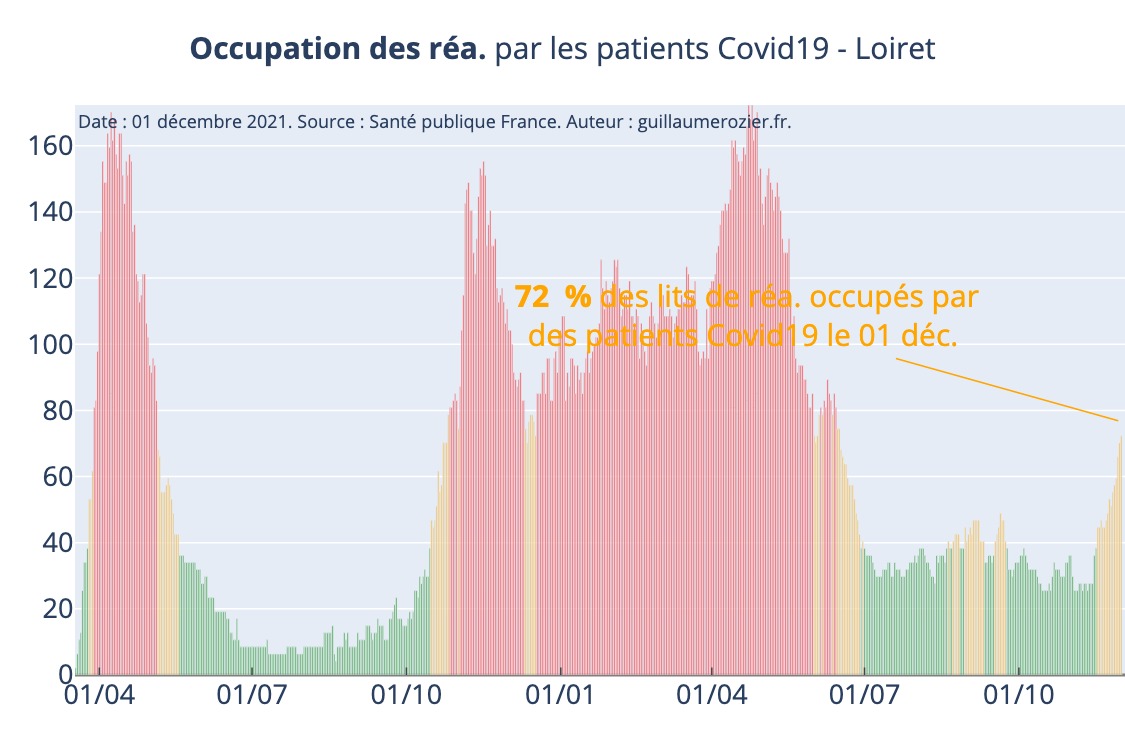 Occupation des réa. par les patients Covid19 - Loiret
Date : 01 décembre 2021. Source : Santé publique France. Auteur : guillaumerozier.fr.
160
140
120
72 % des lits de réa. occupés par
des patients Covid19 le 01 déc.
100
80
60
40
20
0
01/04 01/07 01/10 01/01 01/04 01/07 01/10